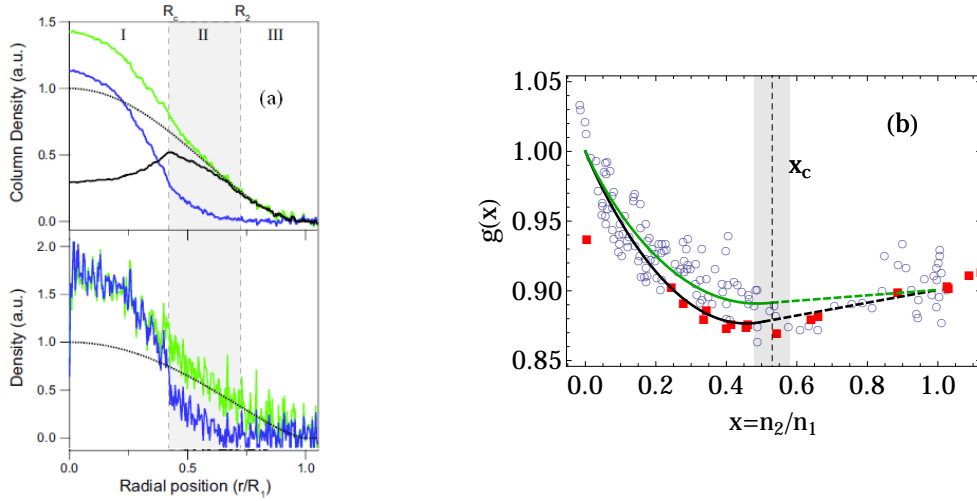 R_c R_2
1.5
I II III
Column Density (a.u.)
1.0
(a)
0.5
0.0
2.0
Density (a.u.)
1.5
1.0
0.5
0.0
0.0 0.5 1.0
Radial position (r/R_1)
1.05
(b)
1.00
x_c
g(x)
0.95
0.90
0.85
0.0 0.2 0.4 0.6 0.8 1.0
x=n_2/n_1